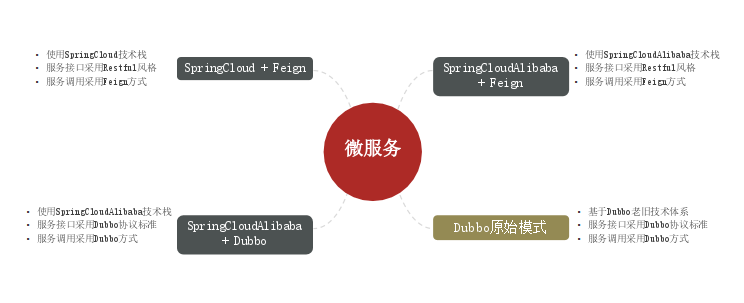 使用SpringCloud技术栈
服务接口采用Restful风格
服务调用采用Feign方式
SpringCloud + Feign
SpringCloudAlibaba
+ Feign
使用SpringCloudAlibaba技术栈
服务接口采用Restful风格
服务调用采用Feign方式
微服务
使用SpringCloudAlibaba技术栈
服务接口采用Dubbo协议标准
服务调用采用Dubbo方式
SpringCloudAlibaba
+ Dubbo
Dubbo原始模式
基于Dubbo老旧技术体系
服务接口采用Dubbo协议标准
服务调用采用Dubbo方式